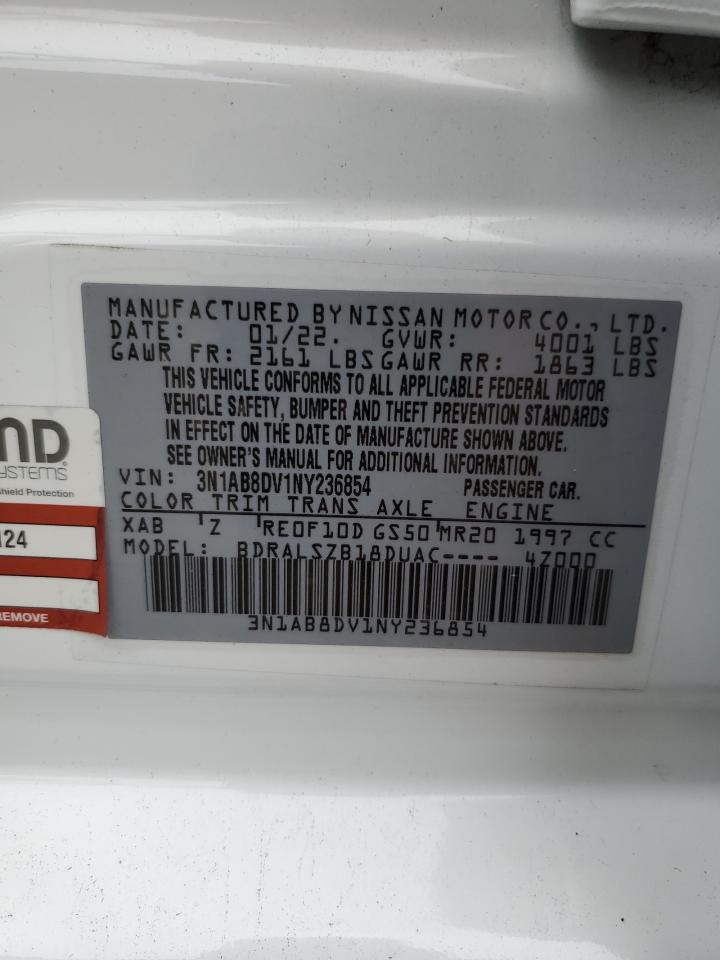 MANUFACTURED BY NISSAN MOTOR CO., LTD.
DATE: 01/22. GVWR: 4001 LBS
GAWR FR: 2161 LBS GAWR RR: 1863 LBS
THIS VEHICLE CONFORMS TO ALL APPLICABLE FEDERAL MOTOR
VEHICLE SAFETY, BUMPER AND THEFT PREVENTION STANDARDS
IN EFFECT ON THE DATE OF MANUFACTURE SHOWN ABOVE.
SEE OWNER'S MANUAL FOR ADDITIONAL INFORMATION.
VIN: 3N1AB8DV1NY236854 PASSENGER CAR.
COLOR TRIM TRANS AXLE ENGINE
XAB Z RE0F10D GS50 MR20 1997 CC
MODEL: BDRALSZB18DUAC---- 4Z000
3N1AB8DV1NY236854
ND
YSTEMS®
shield Protection
24
REMOVE